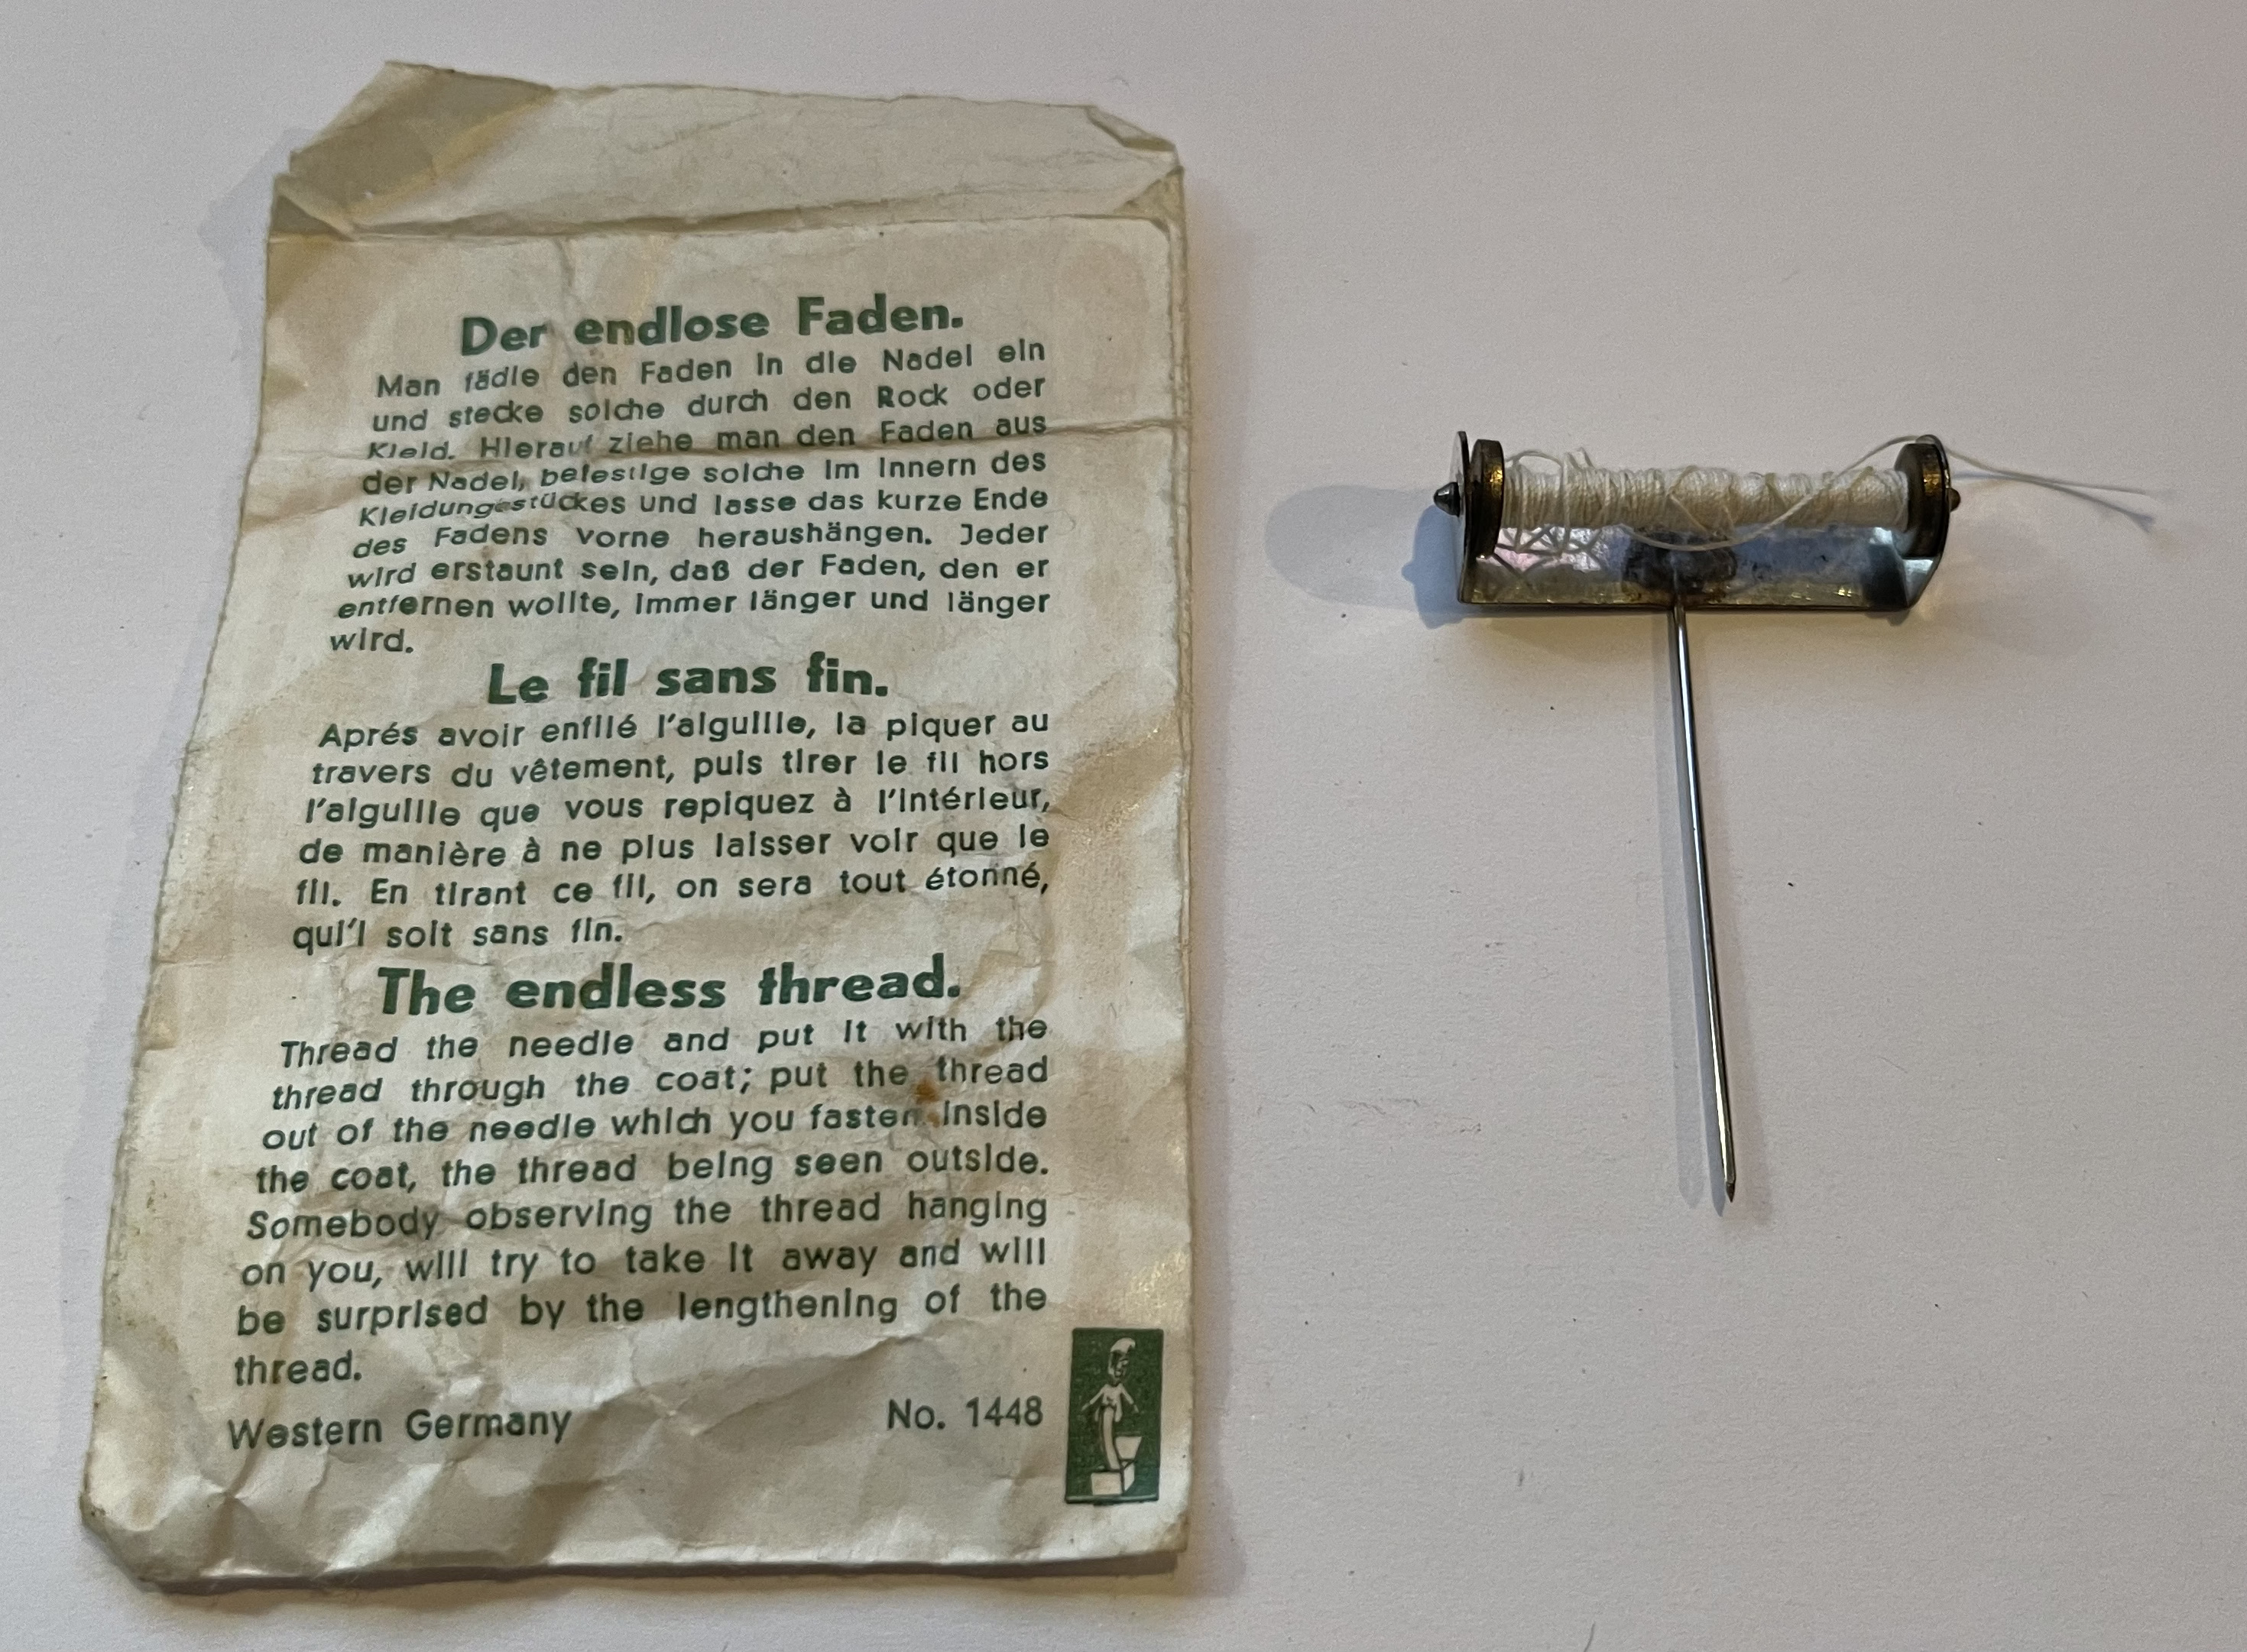 Der endlose Faden.
Man fädle den Faden in die Nadel ein
und stecke solche durch den Rock oder
Kleid. Hierauf ziehe man den Faden aus
der Nadel, befestige solche im Innern des
Kleidungsstückes und lasse das kurze Ende
des Fadens vorne heraushängen. Jeder
wird erstaunt sein, daß der Faden, den er
entfernen wollte, immer länger und länger
wird.
Le fil sans fin.
Aprés avoir enfilé l'aiguille, la piquer au
travers du vêtement, puis tirer le fil hors
l'aiguille que vous repiquez à l'intérieur,
de manière à ne plus laisser voir que le
fil. En tirant ce fil, on sera tout étonné,
qui'l soit sans fin.
The endless thread.
Thread the needle and put it with the
thread through the coat; put the thread
out of the needle which you fasten inside
the coat, the thread being seen outside.
Somebody observing the thread hanging
on you, will try to take it away and will
be surprised by the lengthening of the
thread.
Western Germany No. 1448